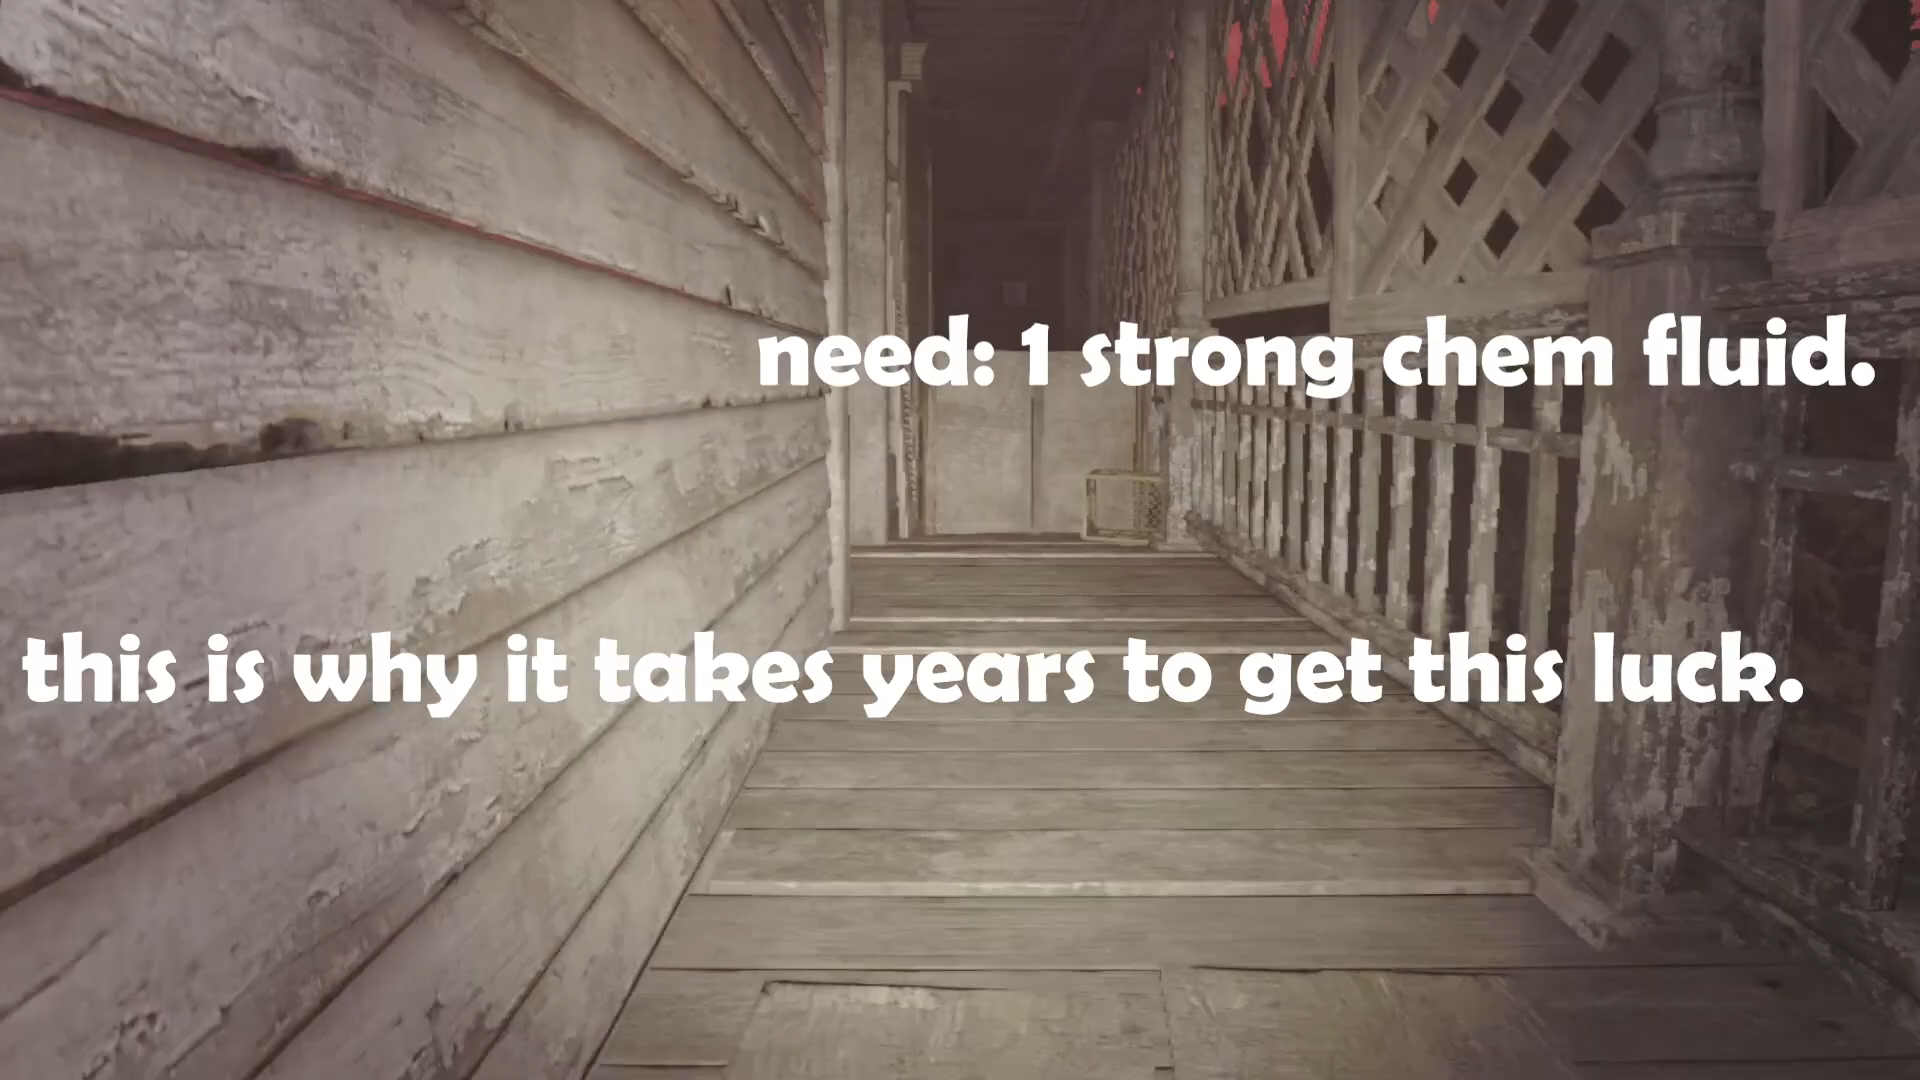 need: 1 strong chem fluid.
this is why it takes years to get this luck.